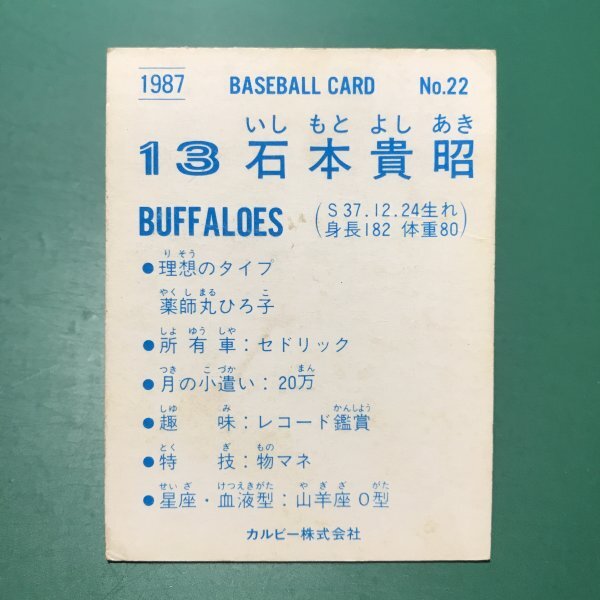 1987 BASEBALL CARD No.22
いし もと よし あき
13 石本貴昭
BUFFALOES (S37.12.24生れ
身長182 体重80)
りそう
●理想のタイプ
やくしまる こ
薬師丸ひろ子
しよ ゆう しや
●所有車：セドリック
つき こづか まん
●月の小遣い：20万
しゆ み かんしよう
●趣味：レコード鑑賞
とく ぎ もの
●特技：物マネ
せいざ けつえきがた やぎざ がた
●星座・血液型：山羊座 O型
カルビー株式会社